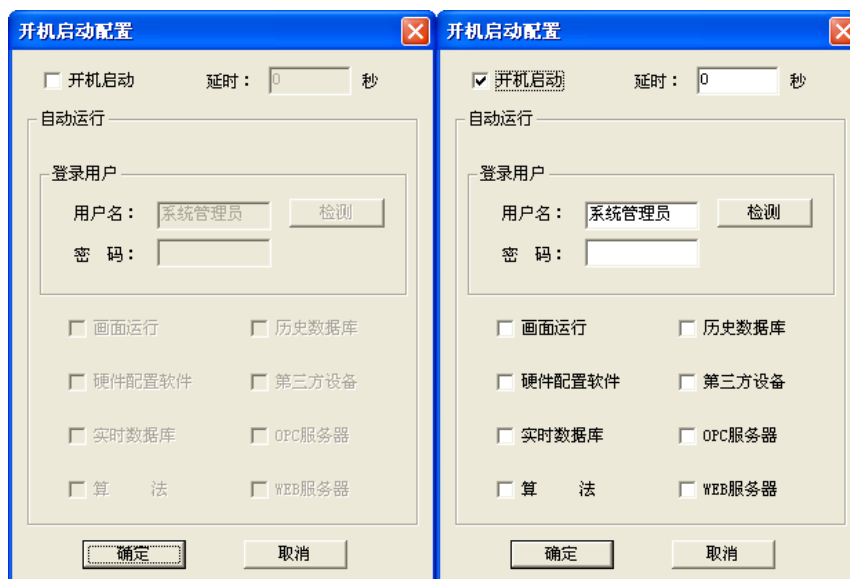 开机启动配置
开机启动 延时： 0 秒
自动运行
登录用户
用户名： 系统管理员 检测
密 码：
画面运行 历史数据库
硬件配置软件 第三方设备
实时数据库 OPC服务器
算 法 WEB服务器
确定 取消
开机启动配置
开机启动 延时： 0 秒
自动运行
登录用户
用户名： 系统管理员 检测
密 码：
画面运行 历史数据库
硬件配置软件 第三方设备
实时数据库 OPC服务器
算 法 WEB服务器
确定 取消